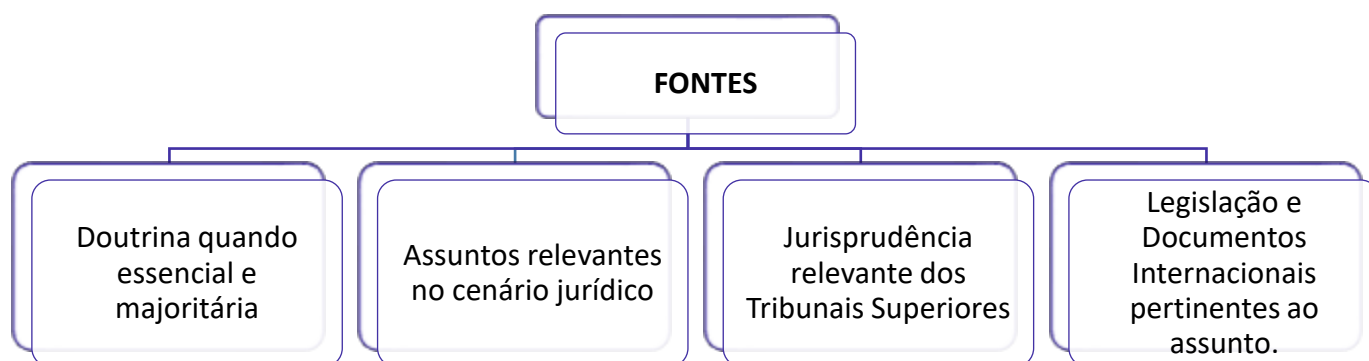 FONTES
Doutrina quando
essencial e
majoritária
Assuntos relevantes
no cenário jurídico
Jurisprudência
relevante dos
Tribunais Superiores
Legislação e
Documentos
Internacionais
pertinentes ao
assunto.